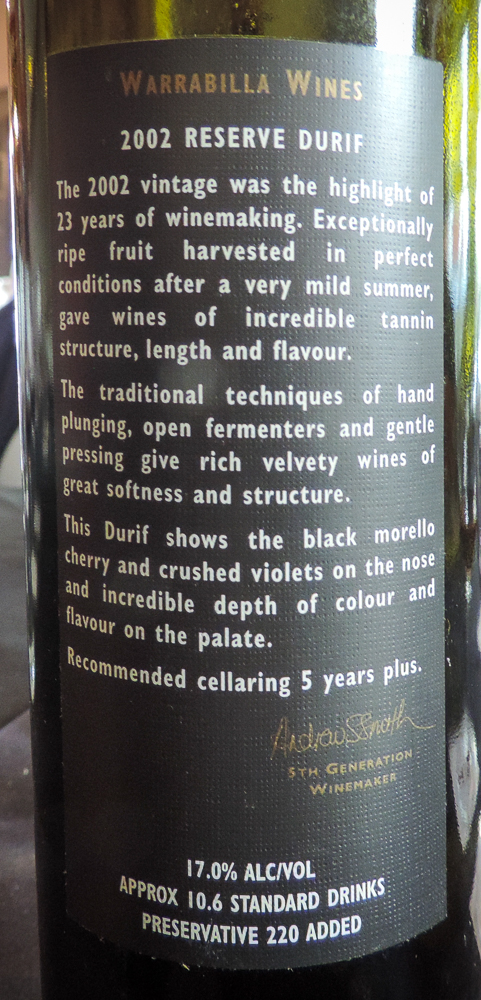 WARRABILLA WINES
2002 RESERVE DURIF
The 2002 vintage was the highlight of
23 years of winemaking. Exceptionally
ripe fruit harvested in perfect
conditions after a very mild summer,
gave wines of incredible tannin
structure, length and flavour.
The traditional techniques of hand
plunging, open fermenters and gentle
pressing give rich velvety wines of
great softness and structure.
This Durif shows the black morello
cherry and crushed violets on the nose
and incredible depth of colour and
flavour on the palate.
Recommended cellaring 5 years plus.
Andrew S Smith
5TH GENERATION
WINEMAKER
17.0% ALC/VOL
APPROX 10.6 STANDARD DRINKS
PRESERVATIVE 220 ADDED